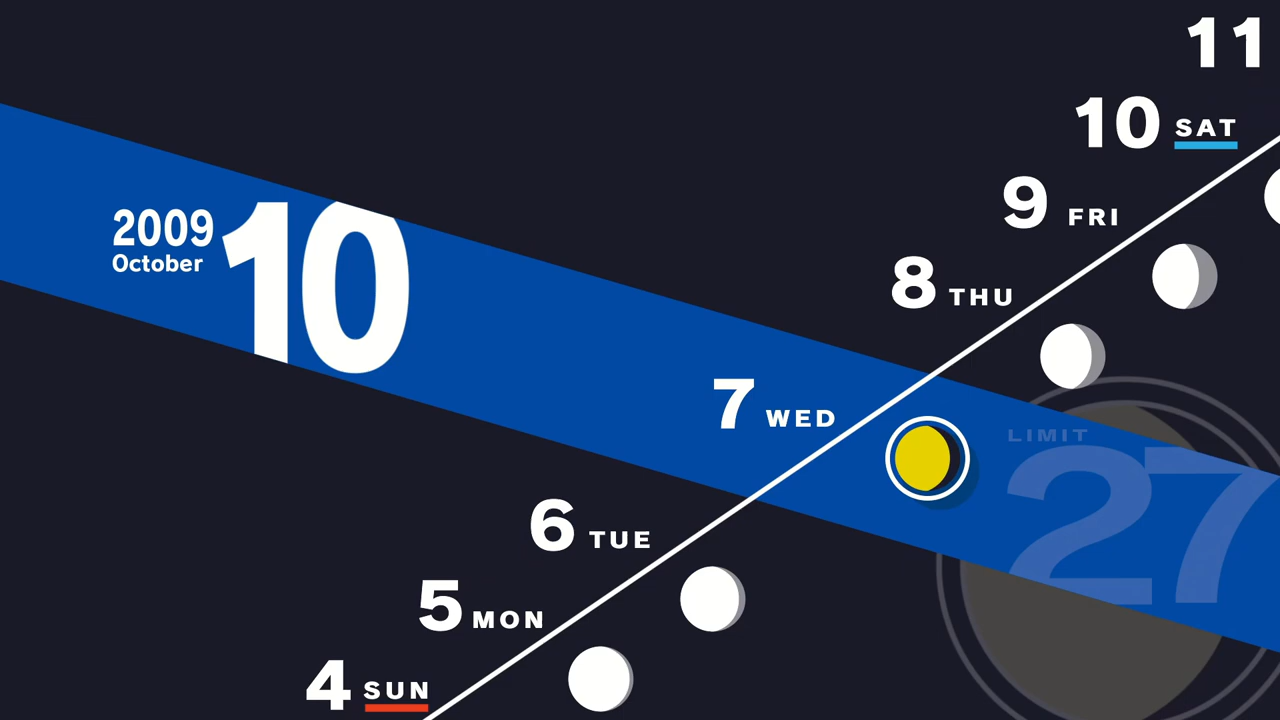 11
10 SAT
9 FRI
2009
October
10
8 THU
7 WED
LIMIT
27
6 TUE
5 MON
4 SUN